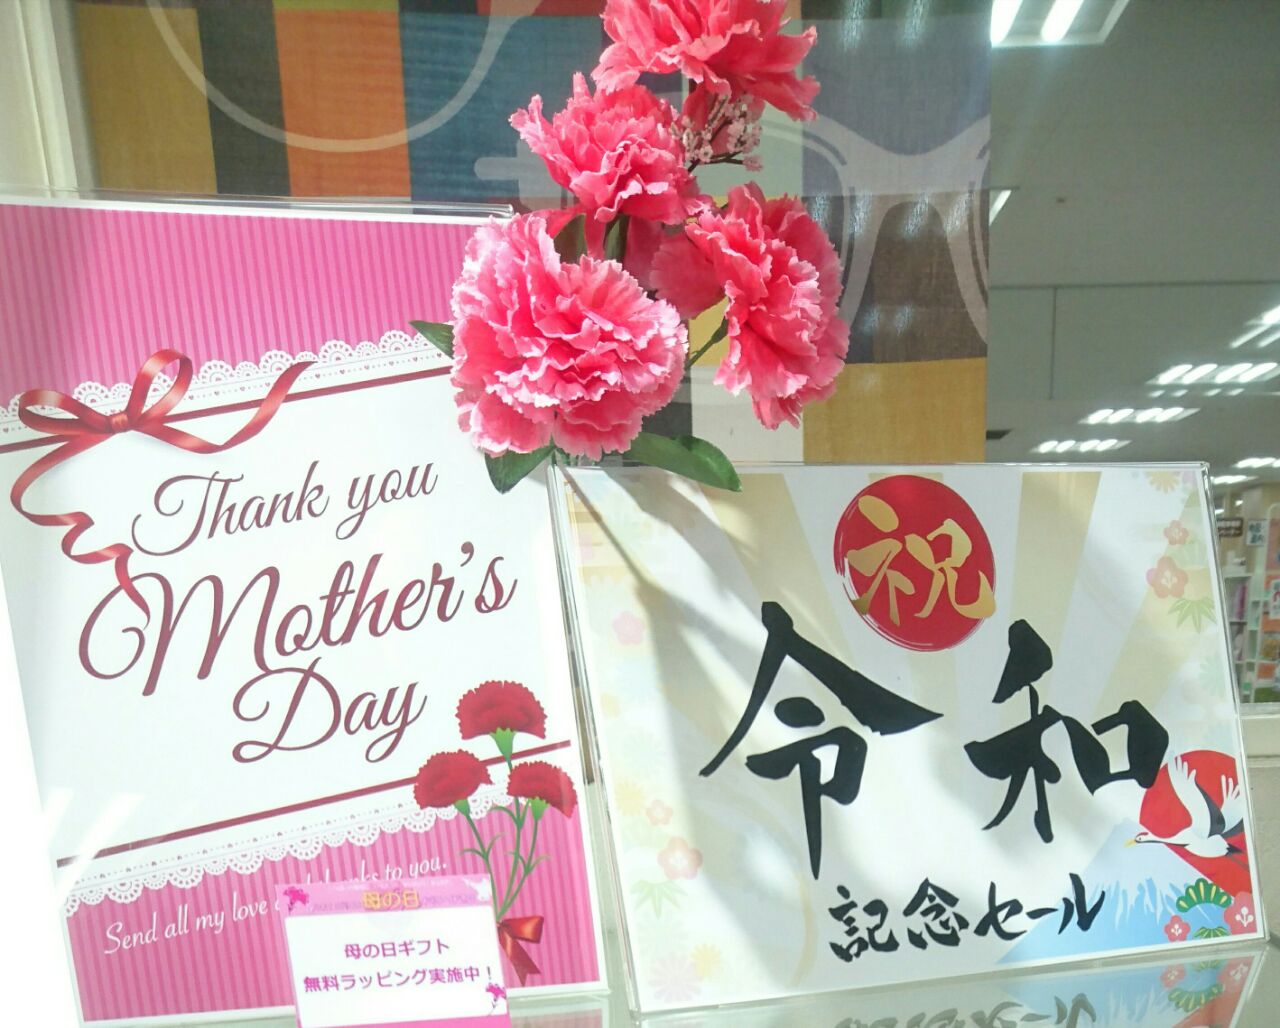 Thank you
Mother's
Day
Send all my love
thanks to you.
母の日
母の日ギフト
無料ラッピング実施中!
祝
令和
記念セール